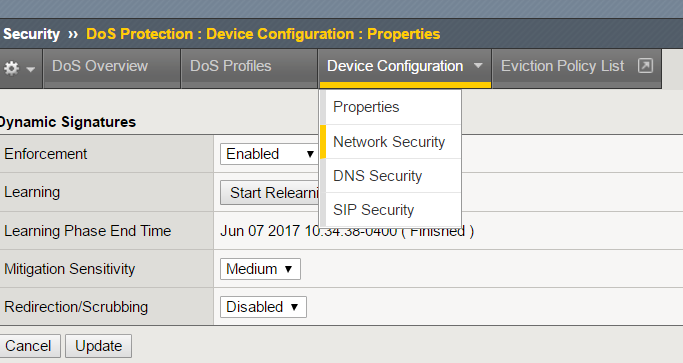 Security ›› DoS Protection : Device Configuration : Properties
DoS Overview DoS Profiles Device Configuration Eviction Policy List
Properties
Network Security
DNS Security
SIP Security
Dynamic Signatures
Enforcement Enabled
Learning Start Relearni
Learning Phase End Time Jun 07 2017 10:34:38-0400 ( Finished )
Mitigation Sensitivity Medium
Redirection/Scrubbing Disabled
Cancel Update